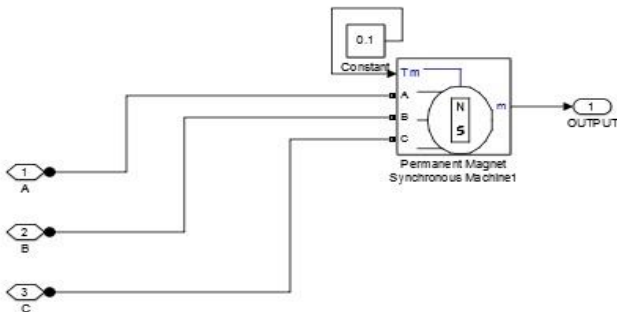 0.1
Constant
Tm
A
B
C
N
S
m
1
OUTPUT
Permanent Magnet
Synchronous Machine1
1
A
2
B
3
C